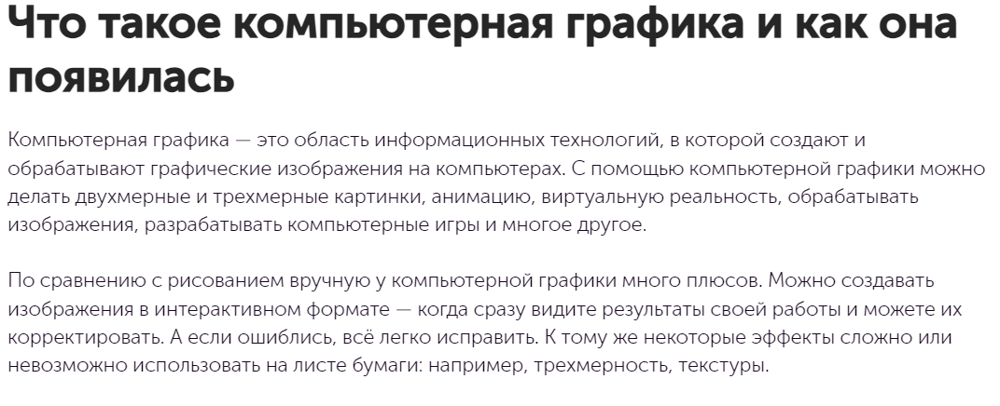 Что такое компьютерная графика и как она
появилась
Компьютерная графика — это область информационных технологий, в которой создают и
обрабатывают графические изображения на компьютерах. С помощью компьютерной графики можно
делать двухмерные и трехмерные картинки, анимацию, виртуальную реальность, обрабатывать
изображения, разрабатывать компьютерные игры и многое другое.
По сравнению с рисованием вручную у компьютерной графики много плюсов. Можно создавать
изображения в интерактивном формате — когда сразу видите результаты своей работы и можете их
корректировать. А если ошиблись, всё легко исправить. К тому же некоторые эффекты сложно или
невозможно использовать на листе бумаги: например, трехмерность, текстуры.